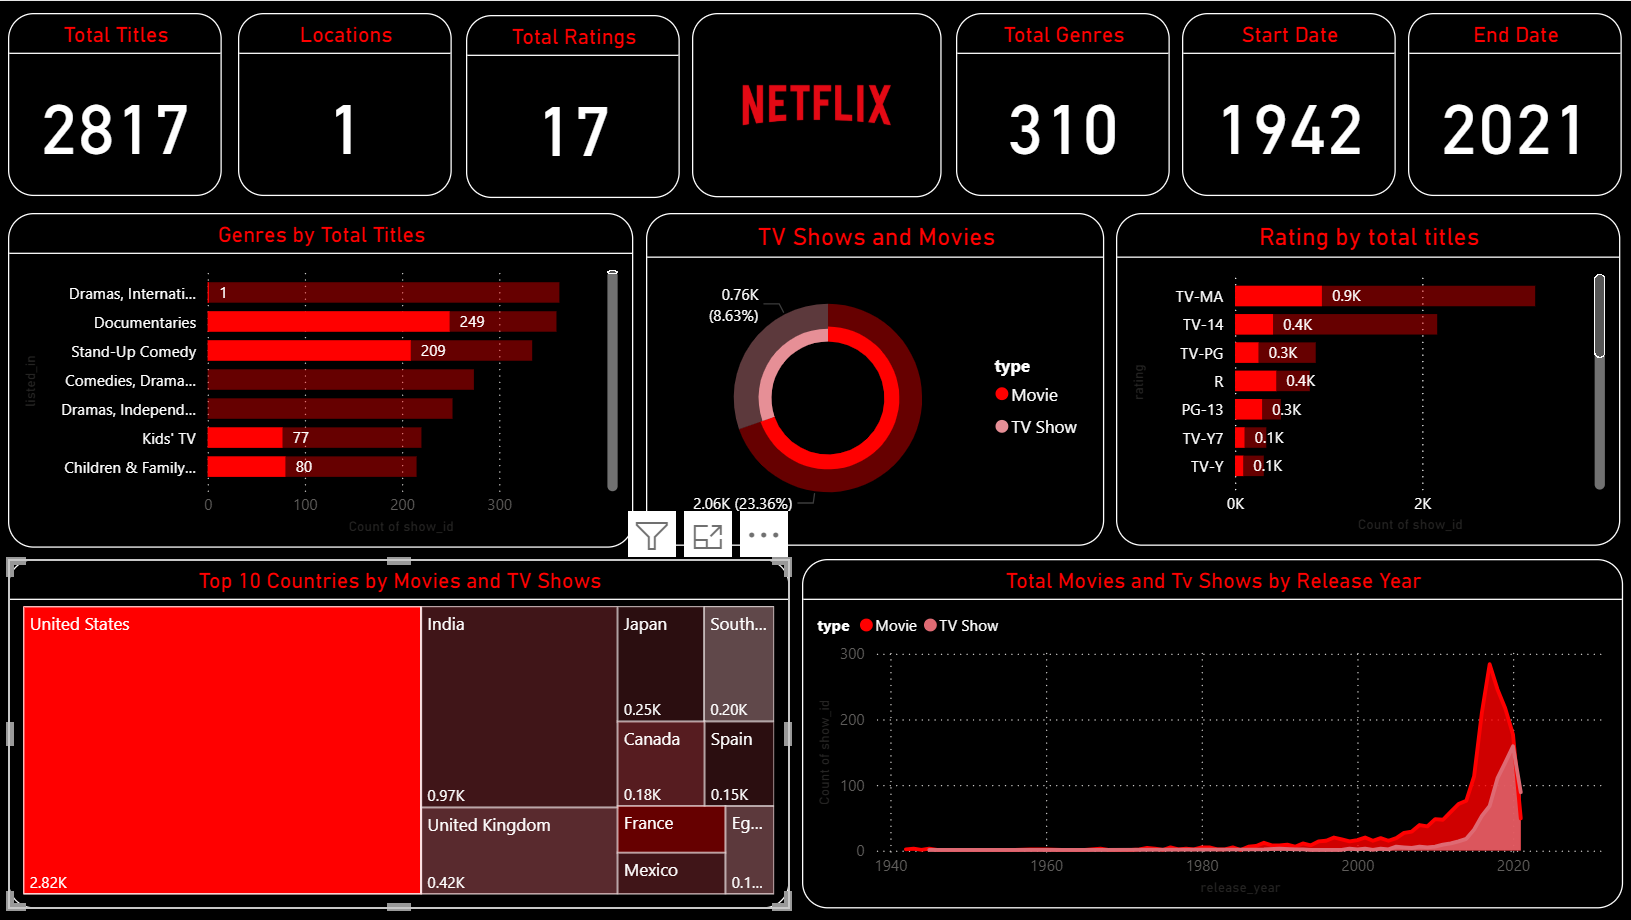 Total Titles
2817
Locations
1
Total Ratings
17
NETFLIX
Total Genres
310
Start Date
1942
End Date
2021
Genres by Total Titles
listed_in
Dramas, Internati...
1
Documentaries
249
Stand-Up Comedy
209
Comedies, Drama...
Dramas, Independ...
Kids' TV
77
Children & Family...
80
0
100
200
300
Count of show_id
TV Shows and Movies
0.76K
(8.63%)
2.06K (23.36%)
type
Movie
TV Show
Rating by total titles
rating
TV-MA
0.9K
TV-14
0.4K
TV-PG
0.3K
R
0.4K
PG-13
0.3K
TV-Y7
0.1K
TV-Y
0.1K
0K
2K
Count of show_id
Top 10 Countries by Movies and TV Shows
United States
2.82K
India
0.97K
United Kingdom
0.42K
Japan
0.25K
South...
0.20K
Canada
0.18K
Spain
0.15K
France
Mexico
Eg...
0.1...
Total Movies and Tv Shows by Release Year
type
Movie
TV Show
Count of show_id
300
200
100
0
1940
1960
1980
2000
2020
release_year